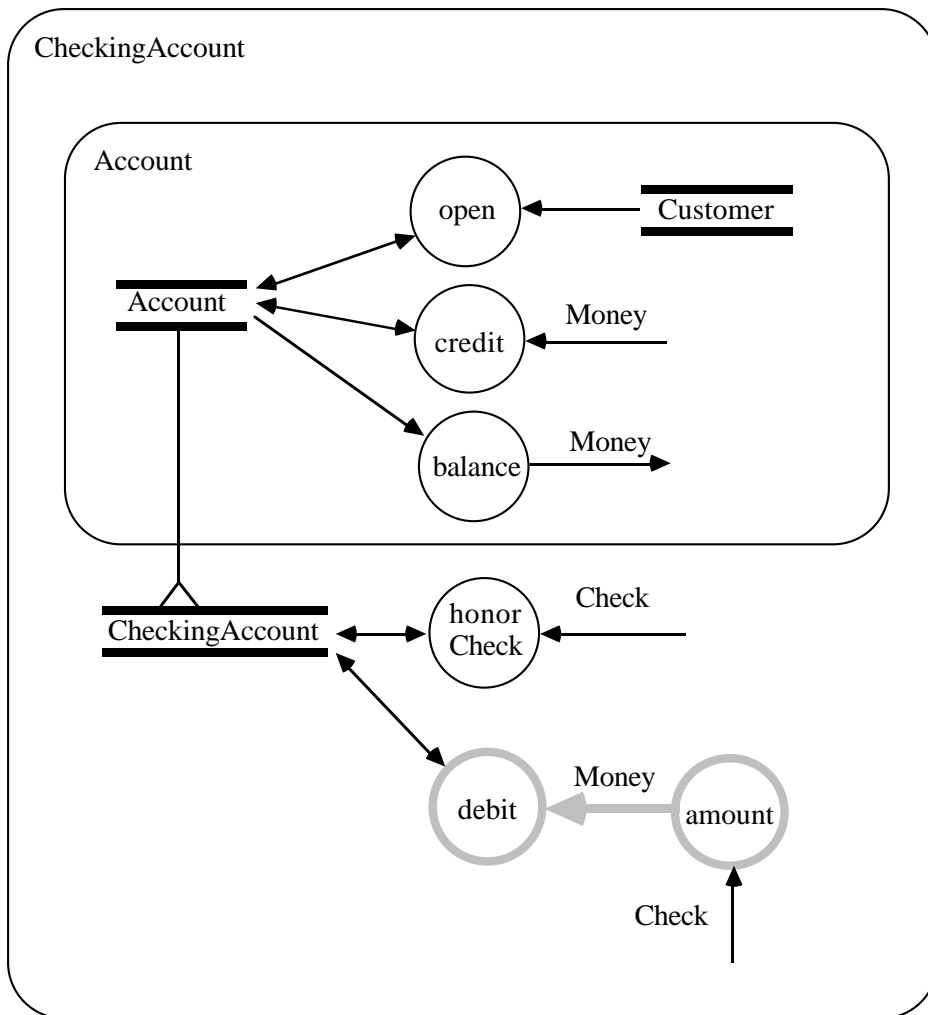 CheckingAccount
Account
open
Customer
Account
credit
Money
balance
Money
CheckingAccount
honor
Check
Check
debit
Money
amount
Check